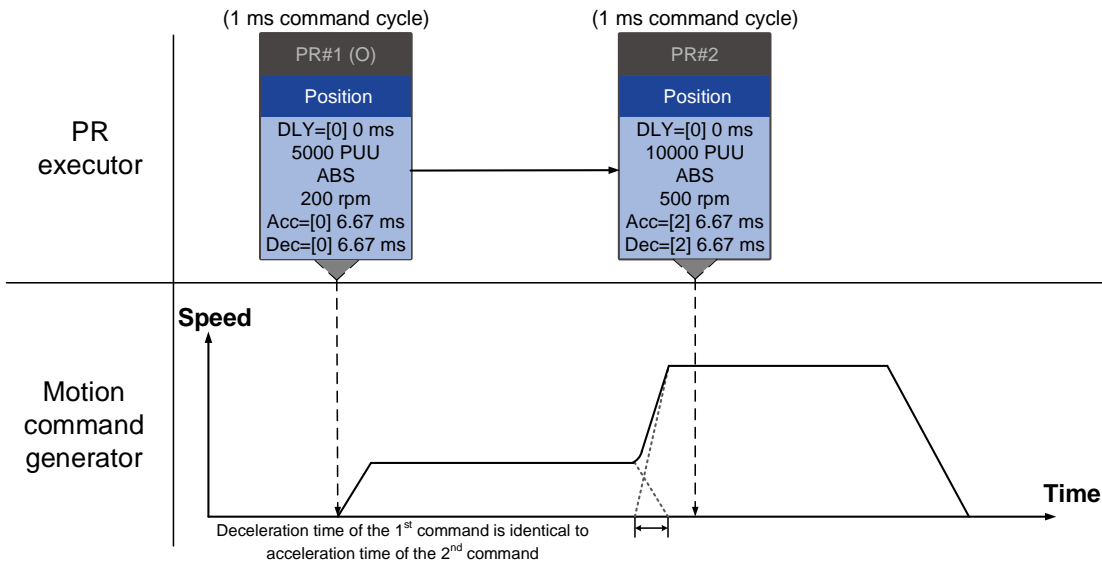 (1 ms command cycle)
(1 ms command cycle)
PR#1 (O)
PR#2
Position
Position
DLY=[0] 0 ms
5000 PUU
ABS
200 rpm
Acc=[0] 6.67 ms
Dec=[0] 6.67 ms
DLY=[0] 0 ms
10000 PUU
ABS
500 rpm
Acc=[2] 6.67 ms
Dec=[2] 6.67 ms
PR
executor
Speed
Motion
command
generator
Time
Deceleration time of the 1st command is identical to
acceleration time of the 2nd command